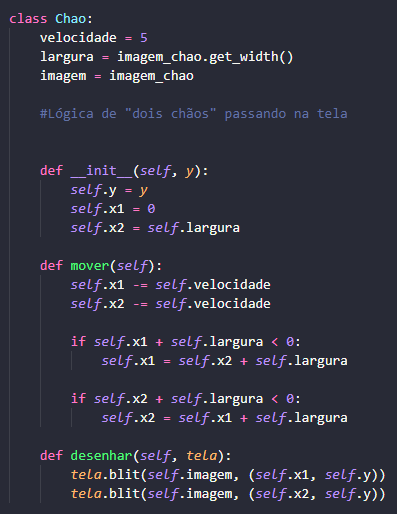 class Chao:
    velocidade = 5
    largura = imagem_chao.get_width()
    imagem = imagem_chao
    #Lógica de "dois chãos" passando na tela
    def __init__(self, y):
        self.y = y
        self.x1 = 0
        self.x2 = self.largura
    def mover(self):
        self.x1 -= self.velocidade
        self.x2 -= self.velocidade
        if self.x1 + self.largura < 0:
            self.x1 = self.x2 + self.largura
        if self.x2 + self.largura < 0:
            self.x2 = self.x1 + self.largura
    def desenhar(self, tela):
        tela.blit(self.imagem, (self.x1, self.y))
        tela.blit(self.imagem, (self.x2, self.y))